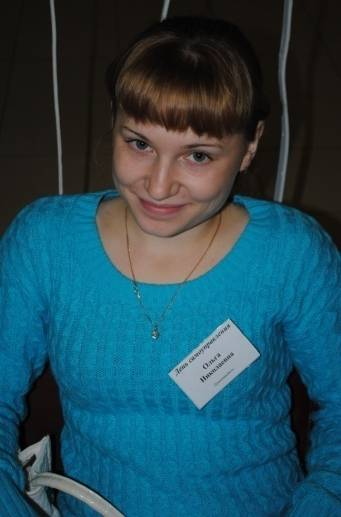 День самоуправления
Ольга
Николаевна